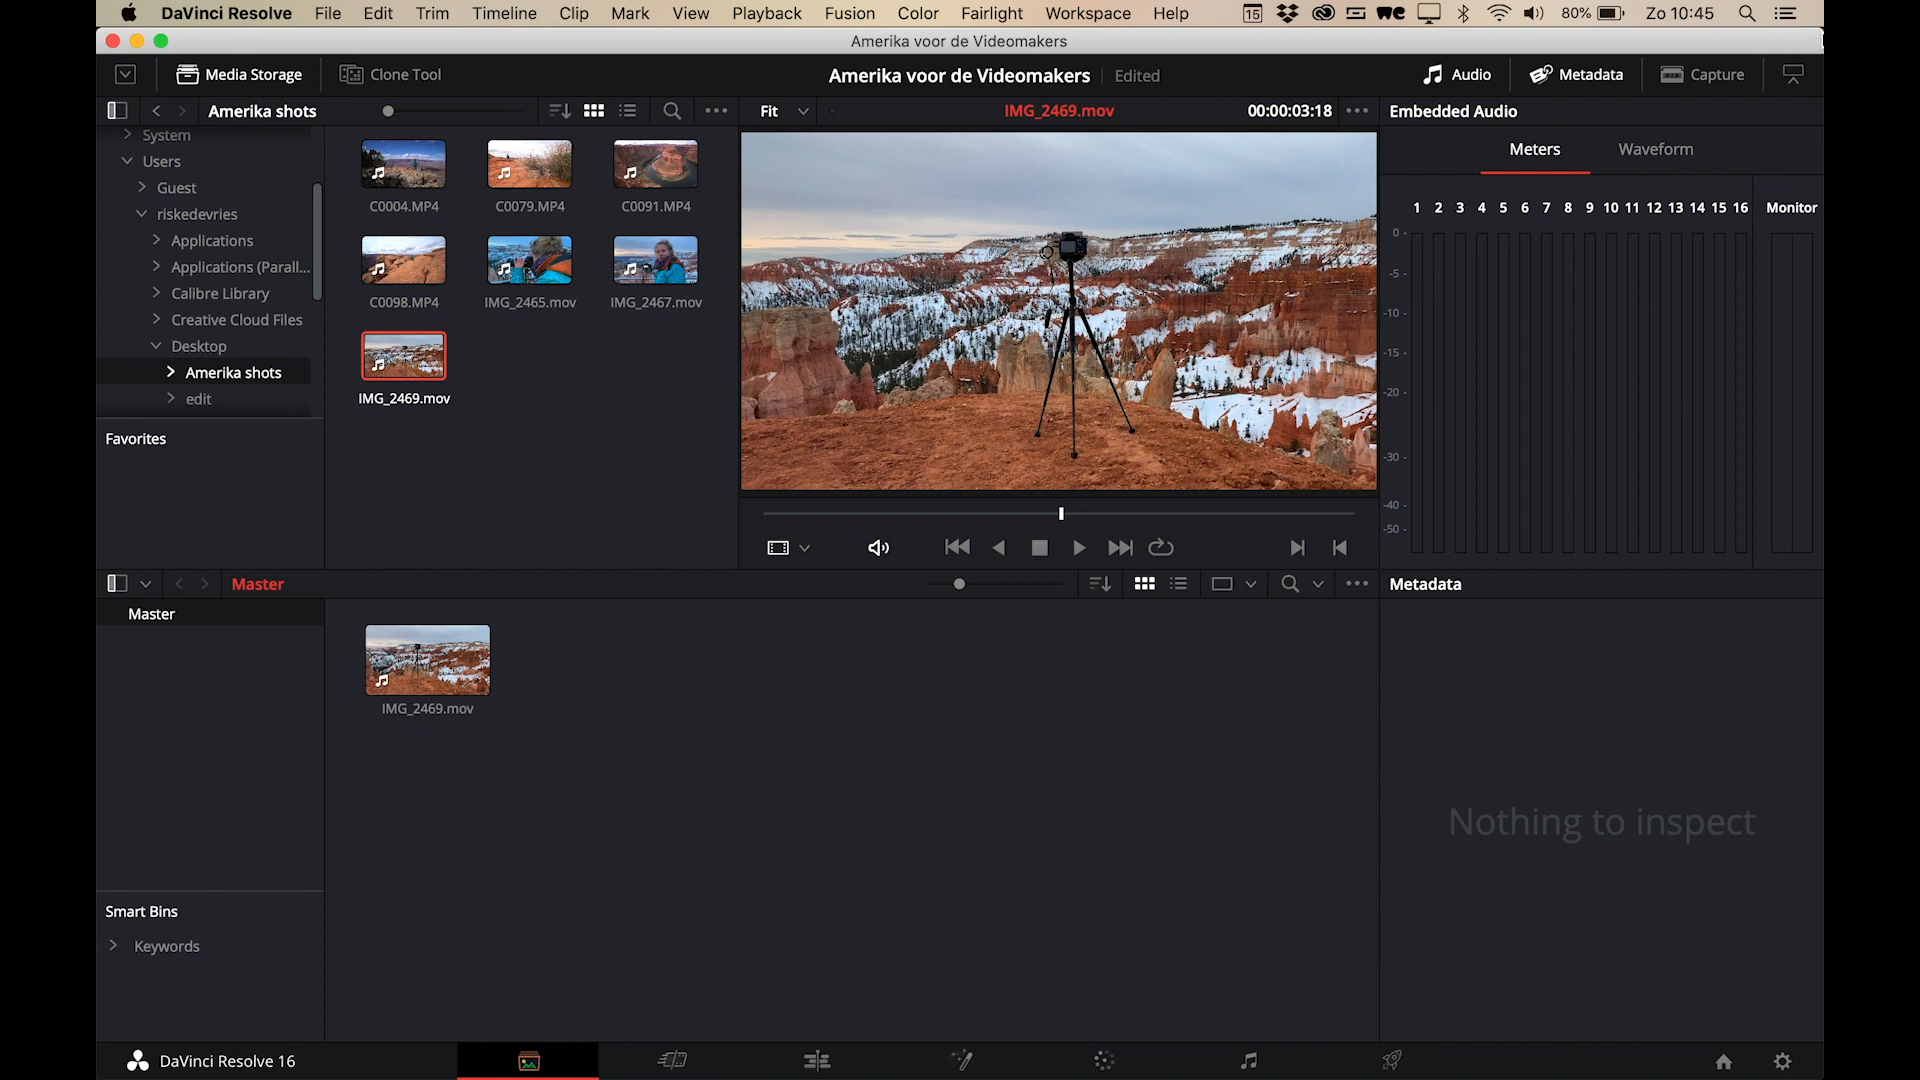 DaVinci Resolve File Edit Trim Timeline Clip Mark View Playback Fusion Color Fairlight Workspace Help 15 80% Zo 10:45
Amerika voor de Videomakers
Media Storage Clone Tool Amerika voor de Videomakers Edited Audio Metadata Capture
Amerika shots Fit IMG_2469.mov 00:00:03:18 Embedded Audio
System
Users
Guest
riskedevries
Applications
Applications (Parall...
Calibre Library
Creative Cloud Files
Desktop
Amerika shots
edit
Favorites
C0004.MP4 C0079.MP4 C0091.MP4
C0098.MP4 IMG_2465.mov IMG_2467.mov
IMG_2469.mov
Meters Waveform
1 2 3 4 5 6 7 8 9 10 11 12 13 14 15 16 Monitor
0 -
-5 -
-10 -
-15 -
-20 -
-30 -
-40 -
-50 -
Master Metadata
Master
IMG_2469.mov
Nothing to inspect
Smart Bins
Keywords
DaVinci Resolve 16